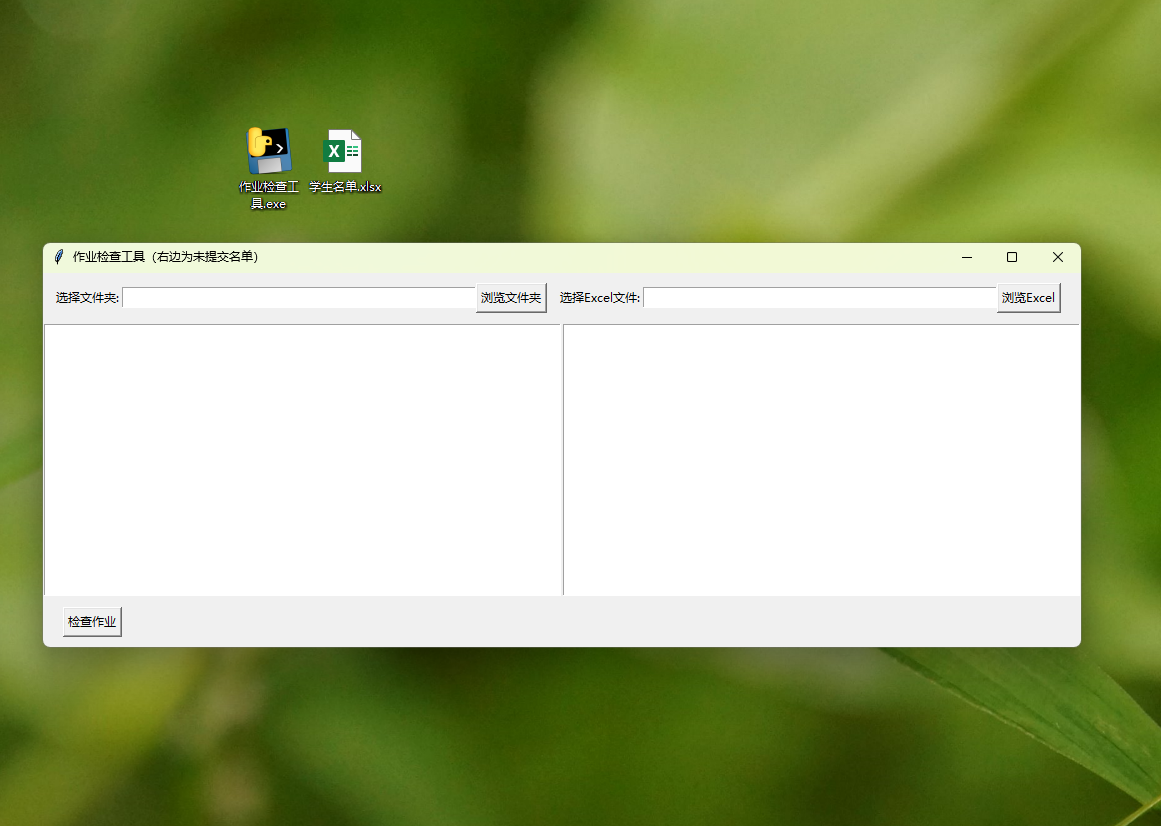 作业检查工
具.exe
学生名单.xlsx
作业检查工具（右边为未提交名单）
选择文件夹: 浏览文件夹 选择Excel文件: 浏览Excel
检查作业